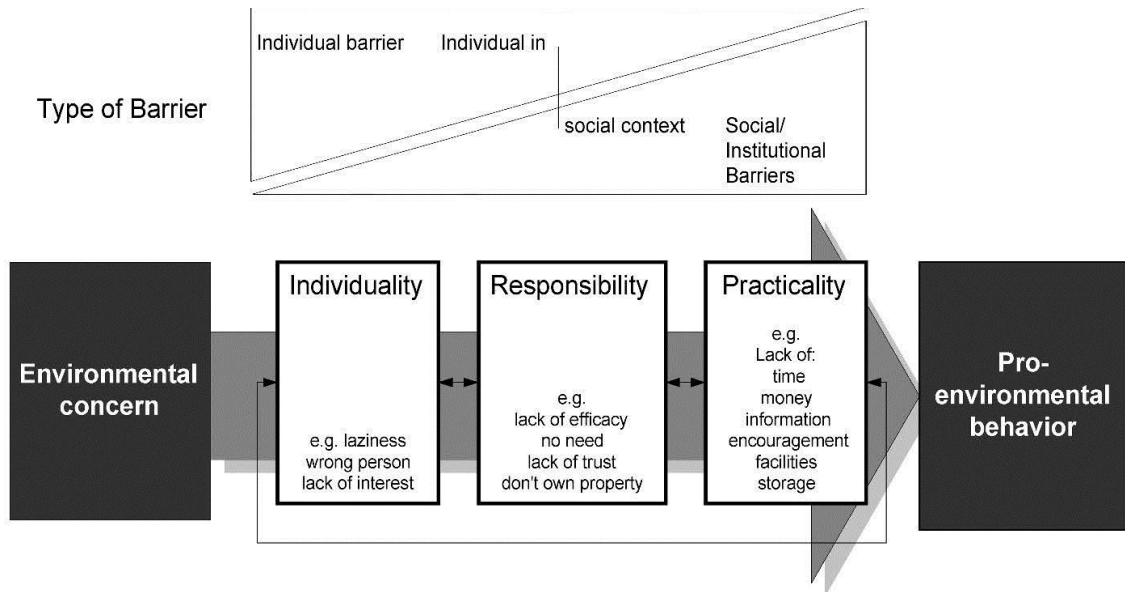 Individual barrier
Individual in
Type of Barrier
social context
Social/
Institutional
Barriers
Environmental
concern
Individuality
e.g. laziness
wrong person
lack of interest
Responsibility
e.g.
lack of efficacy
no need
lack of trust
don't own property
Practicality
e.g.
Lack of:
time
money
information
encouragement
facilities
storage
Pro-
environmental
behavior